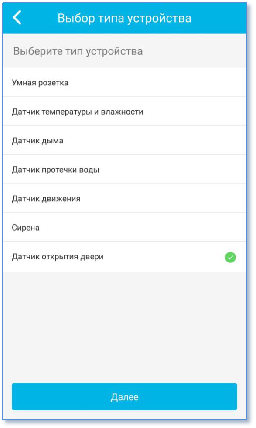 Выбор типа устройства
Выберите тип устройства
Умная розетка
Датчик температуры и влажности
Датчик дыма
Датчик протечки воды
Датчик движения
Сирена
Датчик открытия двери
Далее